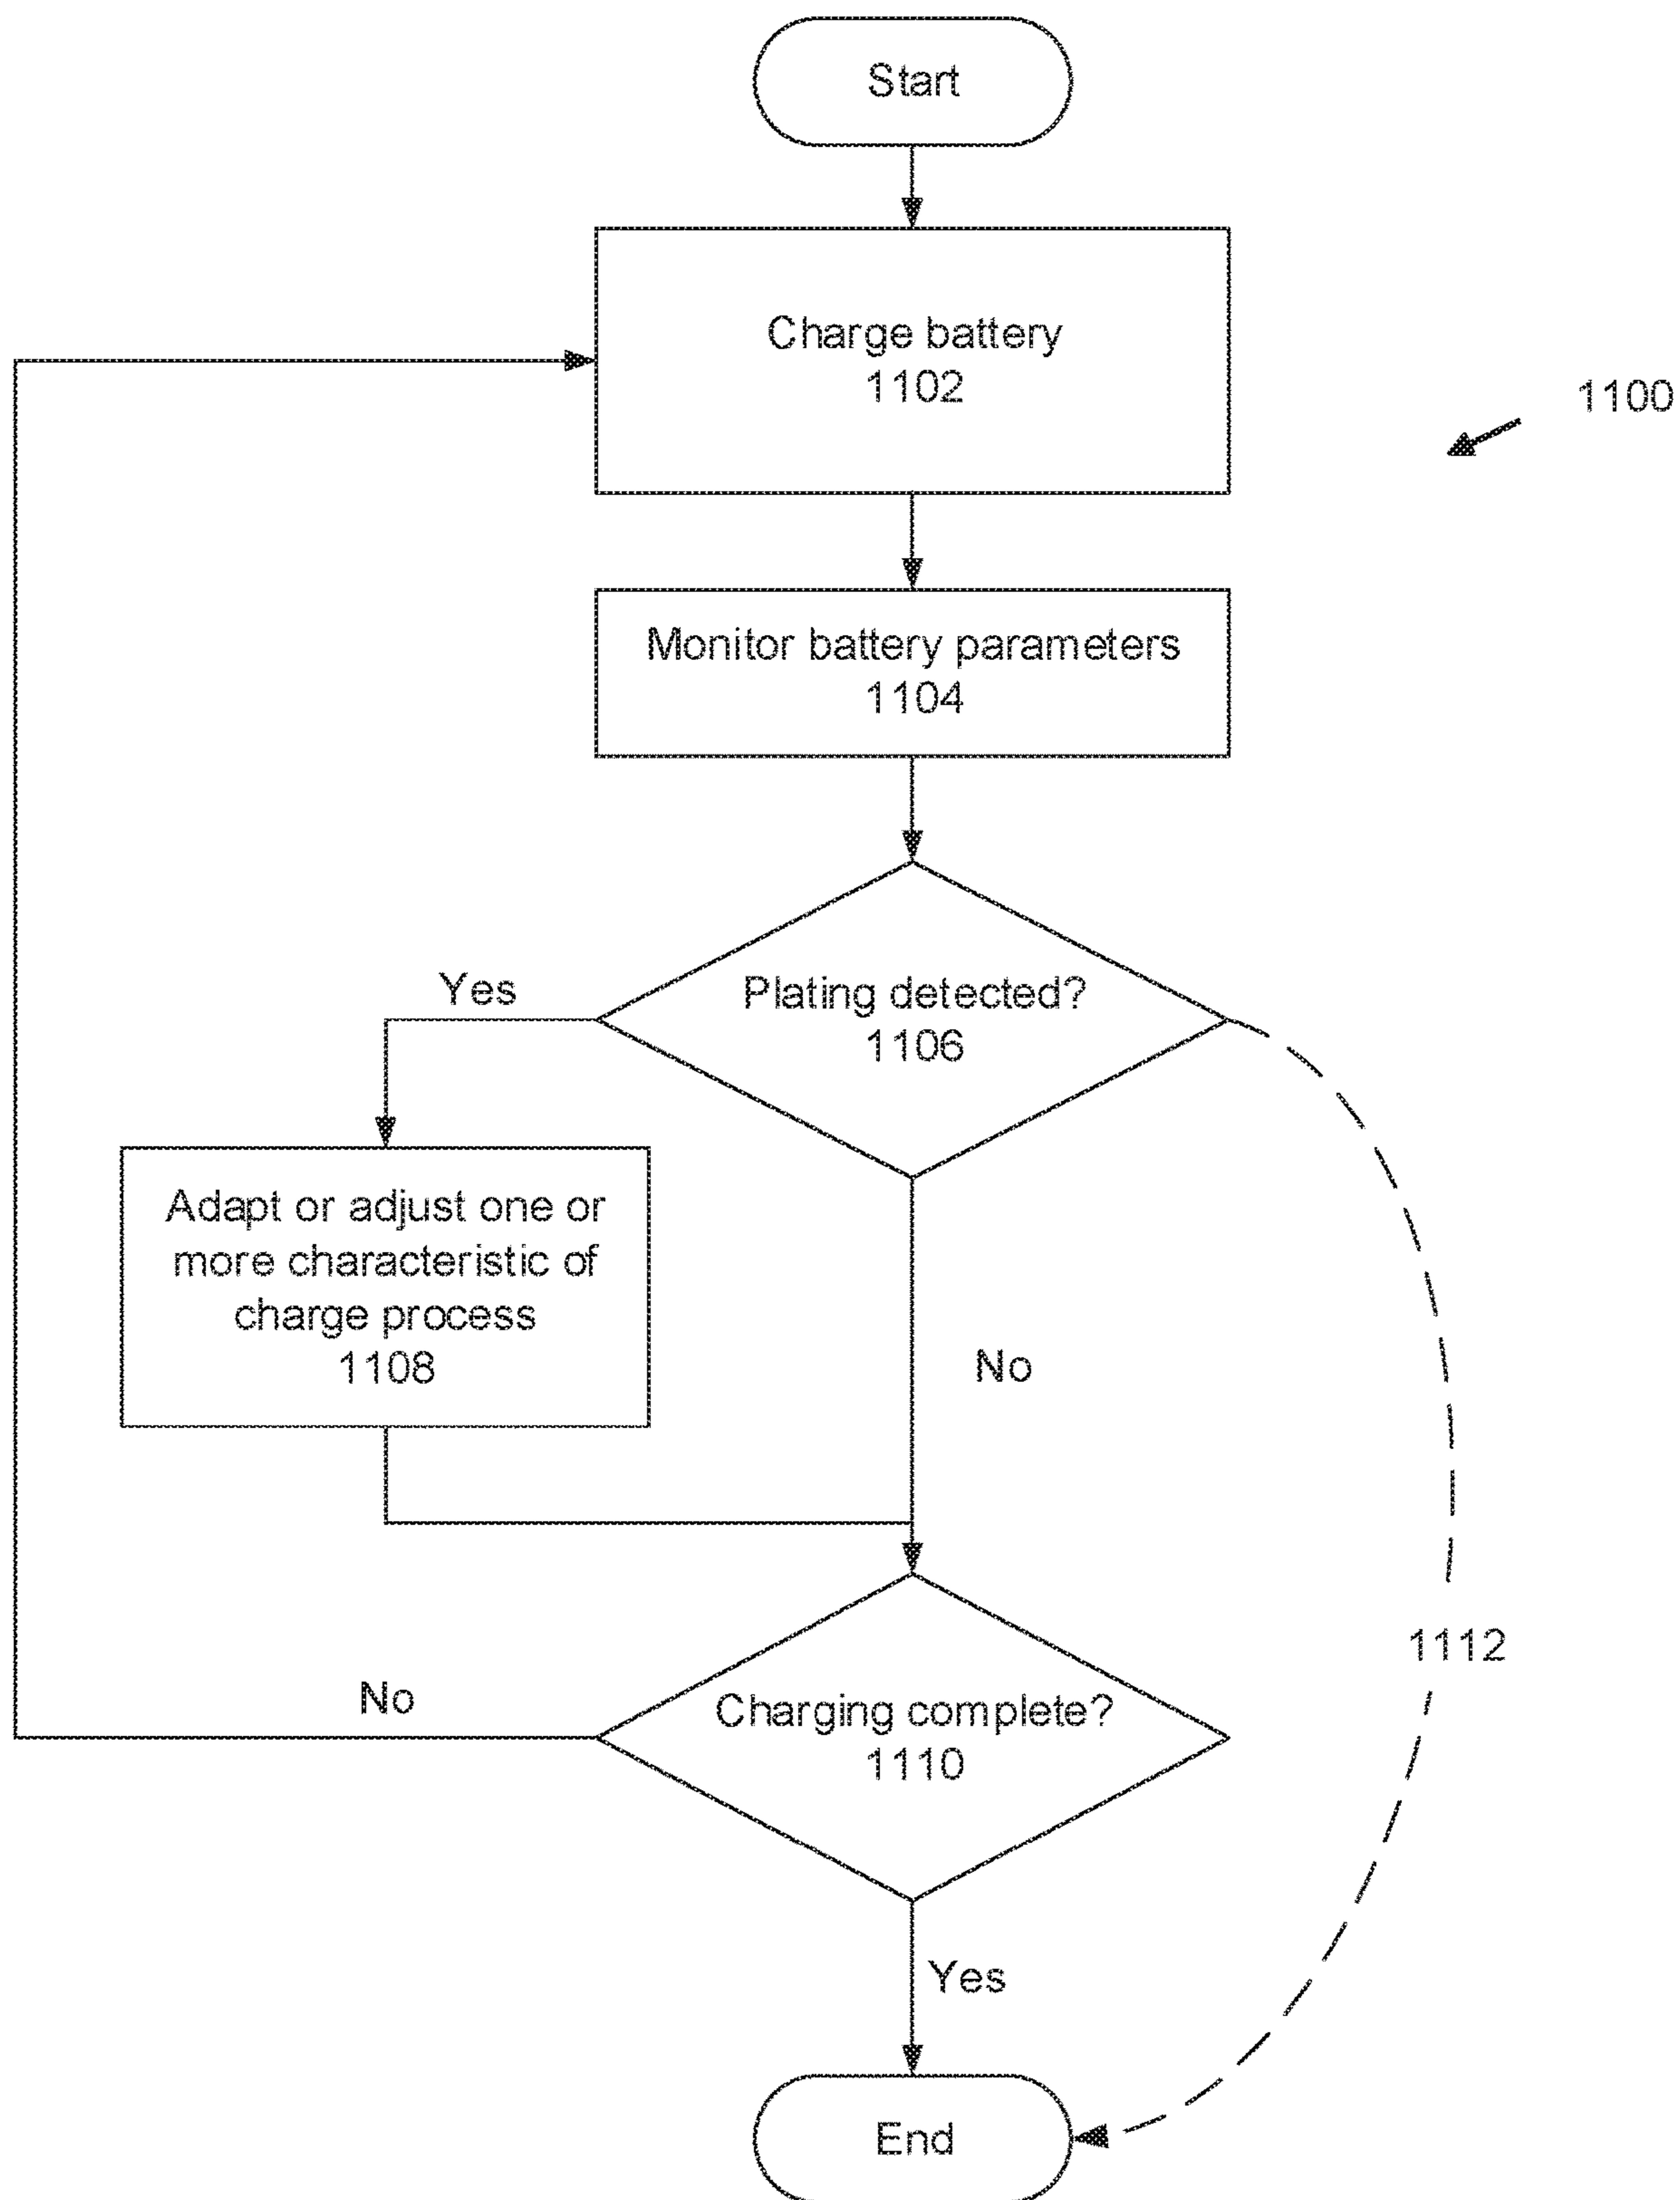 Start
Charge battery
1102
1100
Monitor battery parameters
1104
Plating detected?
1106
Yes
Adapt or adjust one or
more characteristic of
charge process
1108
No
1112
Charging complete?
1110
No
Yes
End